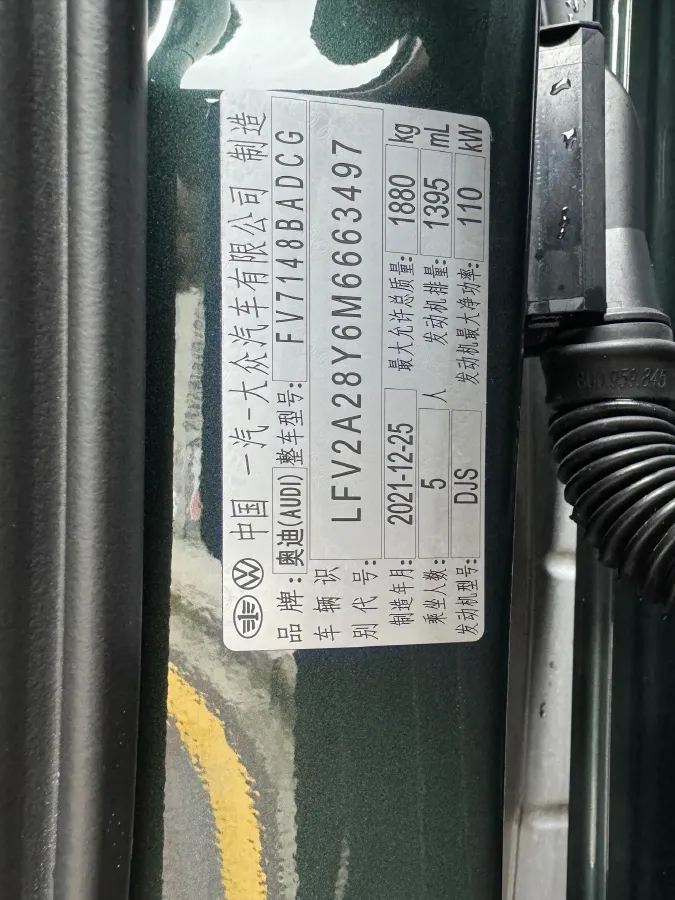 中国 一汽-大众汽车有限公司 制造
品牌: 奥迪(AUDI) 整车型号: FV7148BADCG
车辆识别代号: LFV2A28Y6M6663497
制造年月: 2021-12-25 最大允许总质量: 1880 kg
乘坐人数: 5 人 发动机排量: 1395 mL
发动机型号: DJS 发动机最大净功率: 110 kW
8U0.959.845